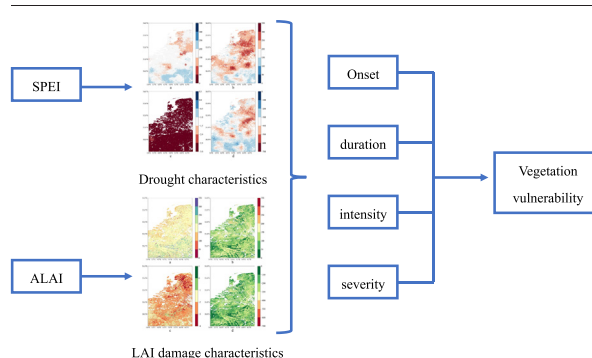 SPEI
Drought characteristics
ALAI
LAI damage characteristics
Onset
duration
intensity
severity
Vegetation
vulnerability